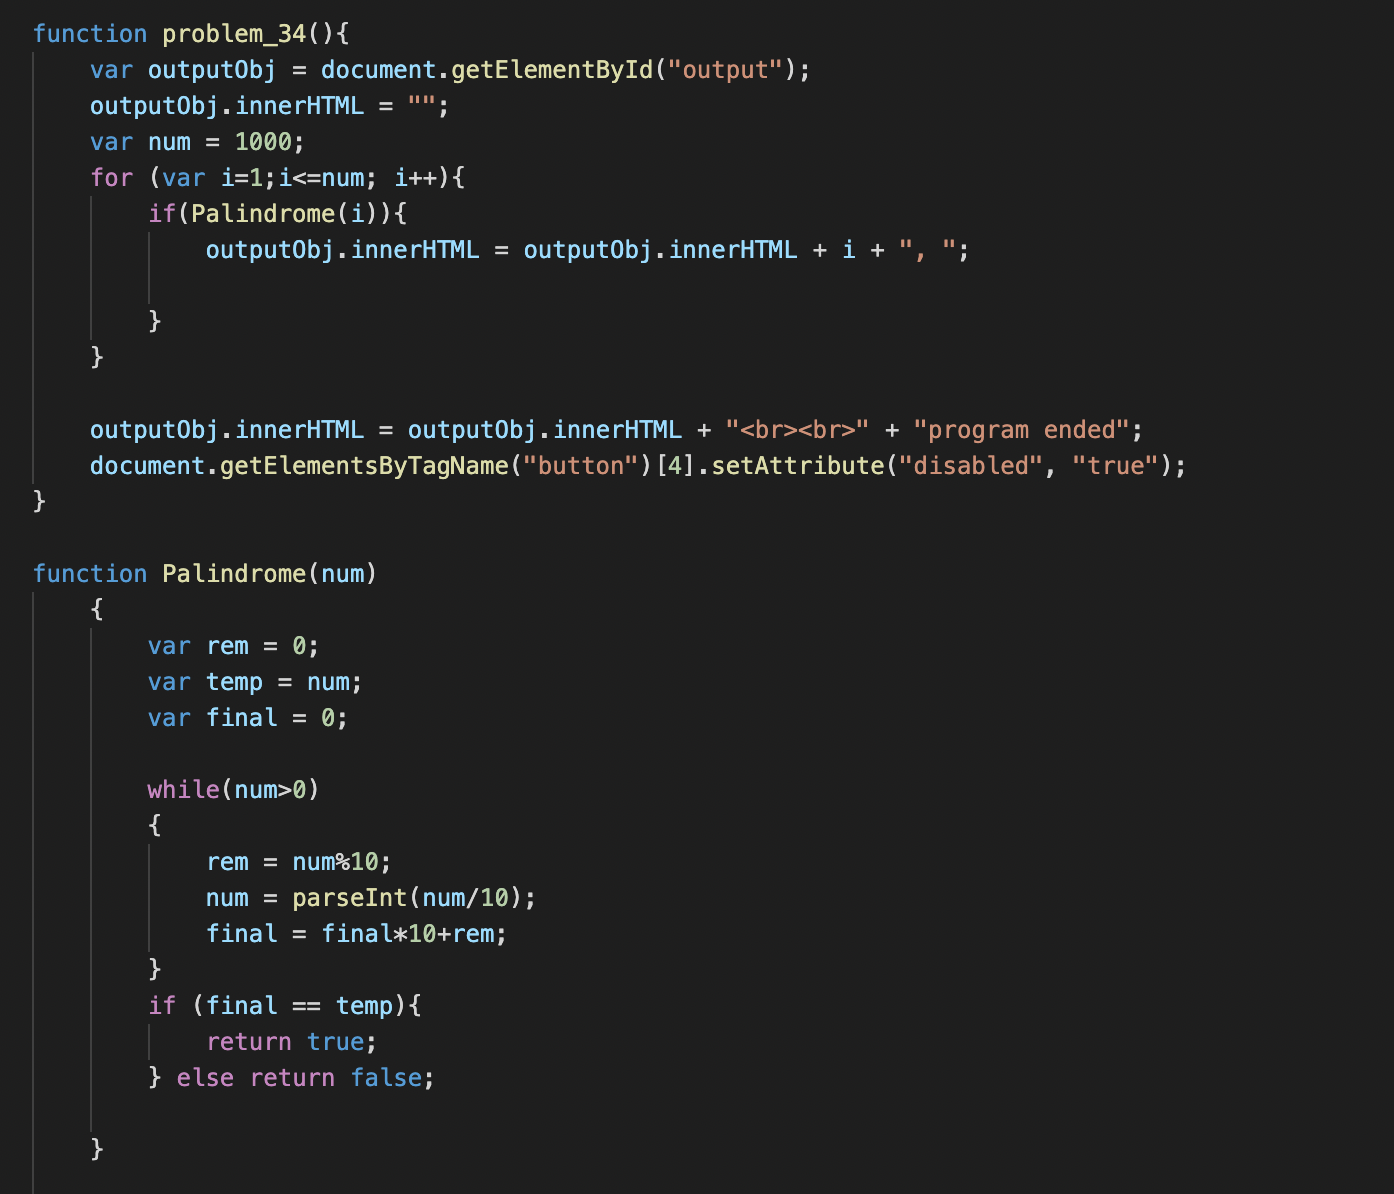 function problem_34(){
    var outputObj = document.getElementById("output");
    outputObj.innerHTML = "";
    var num = 1000;
    for (var i=1;i<=num; i++){
        if(Palindrome(i)){
            outputObj.innerHTML = outputObj.innerHTML + i + ", ";
        }
    }
    outputObj.innerHTML = outputObj.innerHTML + "<br><br>" + "program ended";
    document.getElementsByTagName("button")[4].setAttribute("disabled", "true");
}
function Palindrome(num)
    {
        var rem = 0;
        var temp = num;
        var final = 0;
        while(num>0)
        {
            rem = num%10;
            num = parseInt(num/10);
            final = final*10+rem;
        }
        if (final == temp){
            return true;
        } else return false;
    }